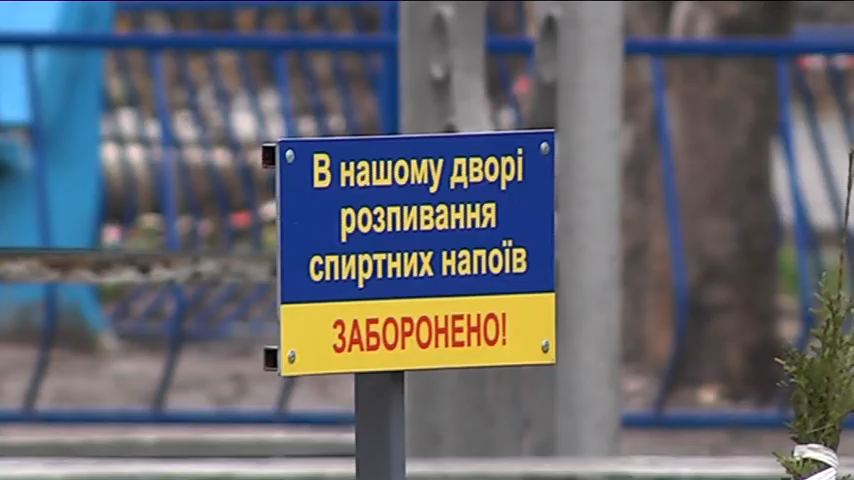 В нашому дворі
розпивання
спиртних напоїв
ЗАБОРОНЕНО!